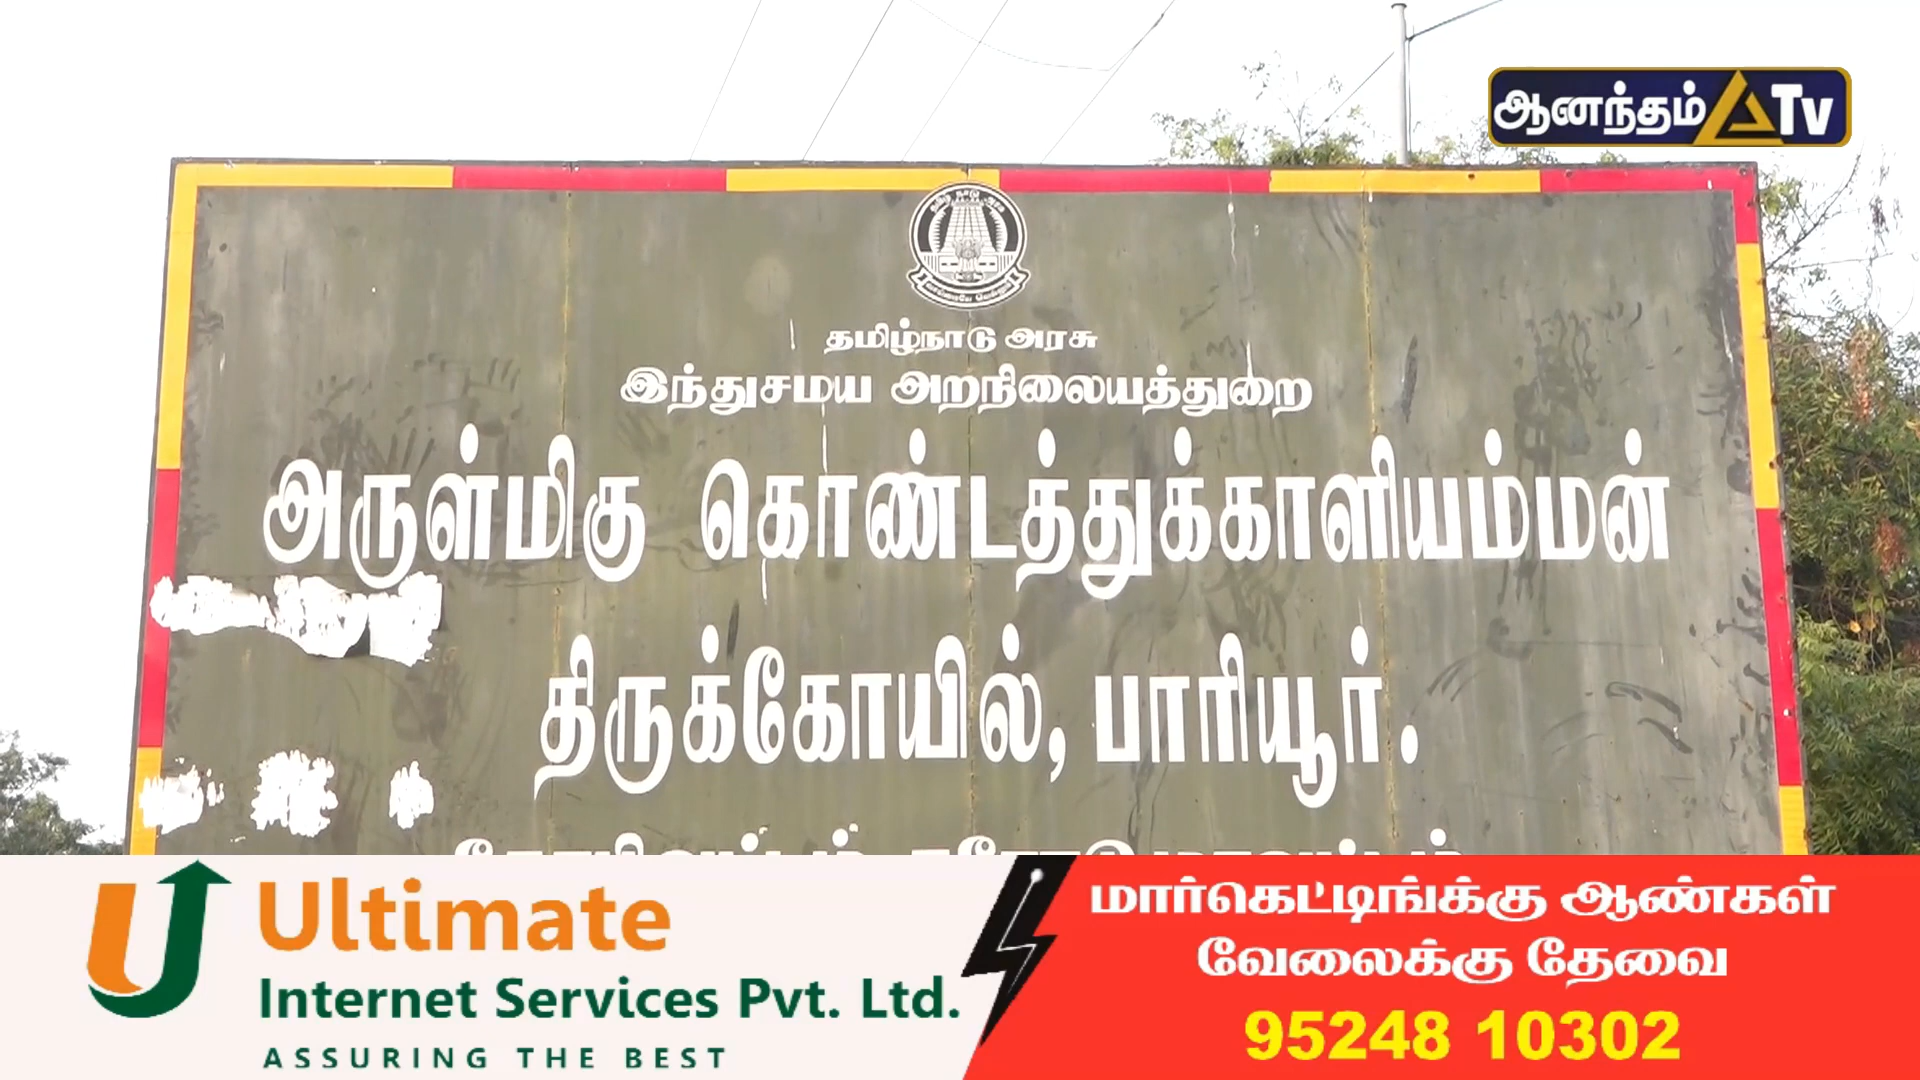 ஆனந்தம் Tv
தமிழ்நாடு அரசு
இந்துசமய அறநிலையத்துறை
அருள்மிகு கொண்டத்துக்காளியம்மன்
திருக்கோயில், பாரியூர்.
Ultimate
Internet Services Pvt. Ltd.
ASSURING THE BEST
மார்கெட்டிங்க்கு ஆண்கள்
வேலைக்கு தேவை
95248 10302